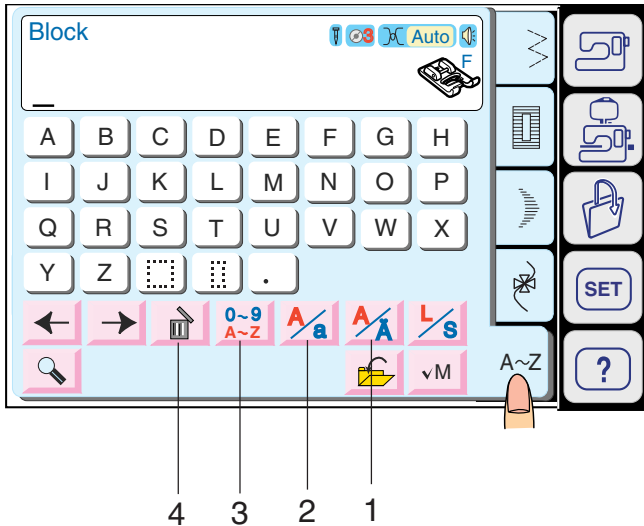 Block
3 Auto
F
A B C D E F G H
I J K L M N O P
Q R S T U V W X
Y Z .
0~9
A~Z
A/a
A/Ä
L/S
√M
A~Z
SET
?
4 3 2 1